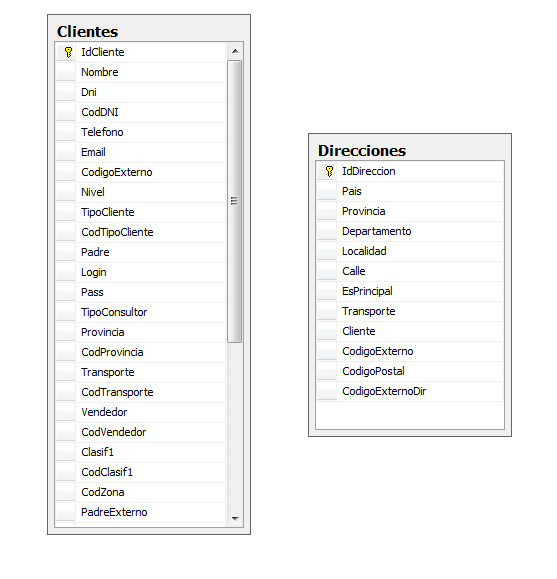 Clientes
IdCliente
Nombre
Dni
CodDNI
Telefono
Email
CodigoExterno
Nivel
TipoCliente
CodTipoCliente
Padre
Login
Pass
TipoConsultor
Provincia
CodProvincia
Transporte
CodTransporte
Vendedor
CodVendedor
Clasif1
CodClasif1
CodZona
PadreExterno
Direcciones
IdDireccion
Pais
Provincia
Departamento
Localidad
Calle
EsPrincipal
Transporte
Cliente
CodigoExterno
CodigoPostal
CodigoExternoDir